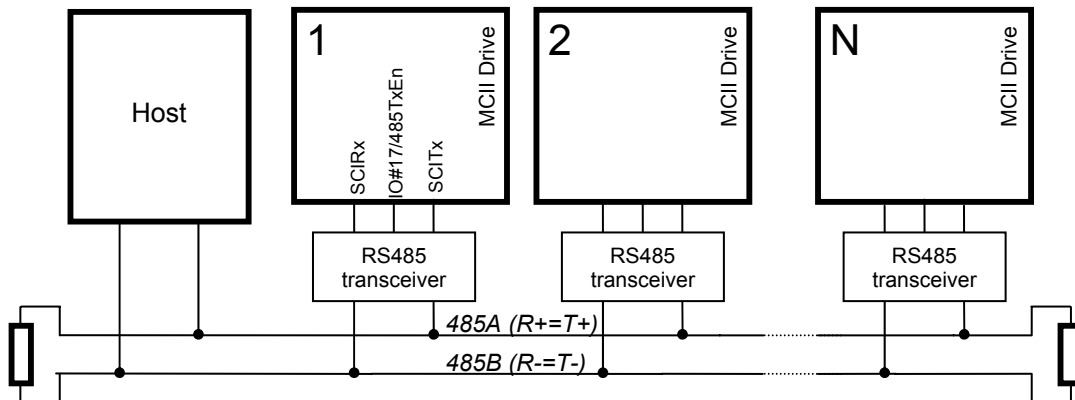 Host
1
MCII Drive
SCIRx
IO#17/485TxEn
SCITx
2
MCII Drive
N
MCII Drive
RS485
transceiver
RS485
transceiver
RS485
transceiver
485A (R+=T+)
485B (R-=T-)